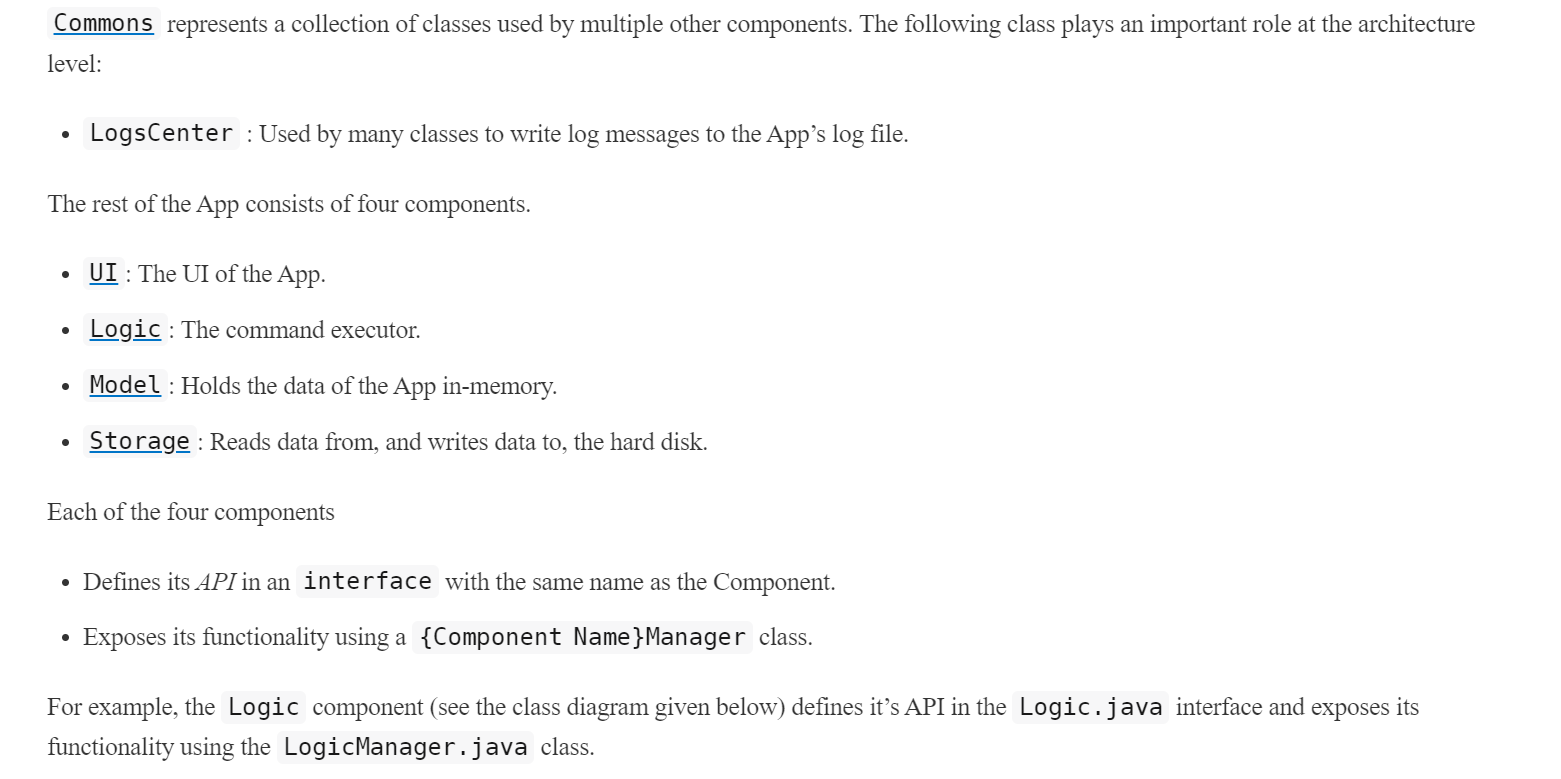 Commons represents a collection of classes used by multiple other components. The following class plays an important role at the architecture
level:
• LogsCenter : Used by many classes to write log messages to the App’s log file.
The rest of the App consists of four components.
• UI : The UI of the App.
• Logic : The command executor.
• Model : Holds the data of the App in-memory.
• Storage : Reads data from, and writes data to, the hard disk.
Each of the four components
• Defines its API in an interface with the same name as the Component.
• Exposes its functionality using a {Component Name}Manager class.
For example, the Logic component (see the class diagram given below) defines it’s API in the Logic.java interface and exposes its
functionality using the LogicManager.java class.